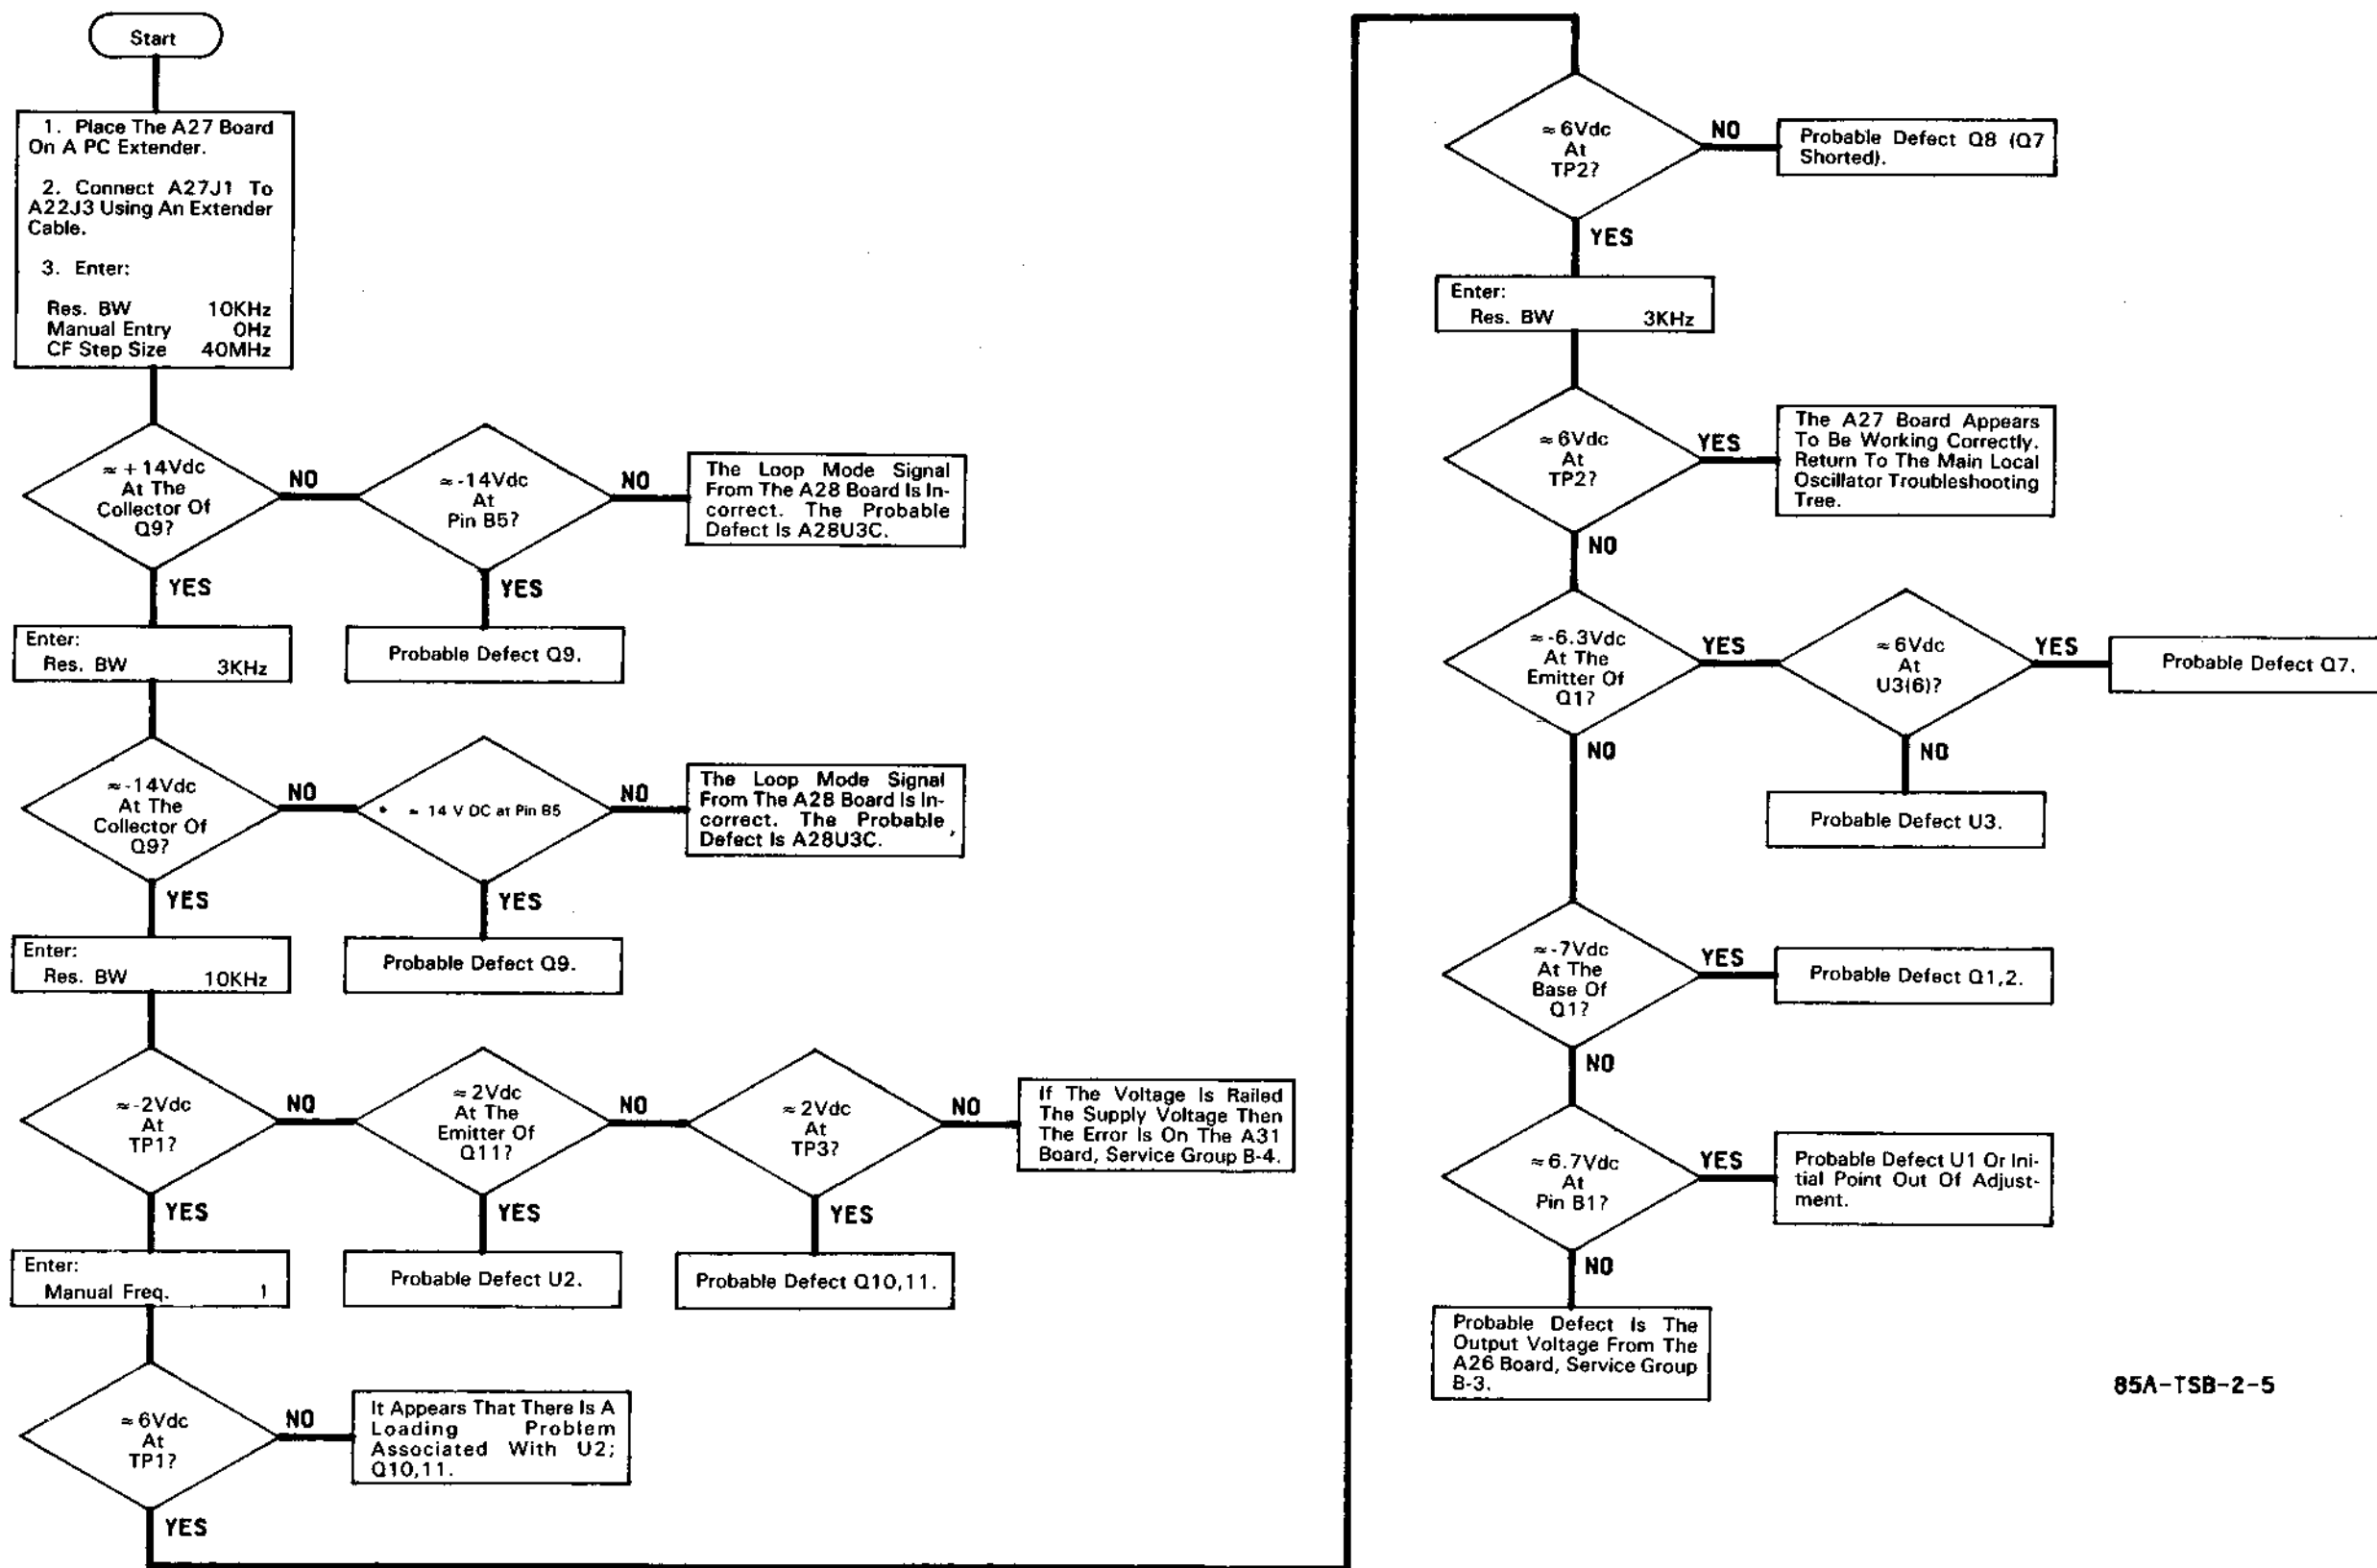 Start
1. Place The A27 Board
On A PC Extender.
2. Connect A27J1 To
A22J3 Using An Extender
Cable.
3. Enter:
Res. BW 10KHz
Manual Entry 0Hz
CF Step Size 40MHz
≈ + 14Vdc
At The
Collector Of
Q9?
NO
≈ -14Vdc
At
Pin B5?
NO
The Loop Mode Signal
From The A28 Board Is In-
correct. The Probable
Defect Is A28U3C.
YES
YES
Probable Defect Q9.
Enter:
Res. BW 3KHz
≈ -14Vdc
At The
Collector Of
Q9?
NO
≈ 14 V DC at Pin B5
NO
The Loop Mode Signal
From The A28 Board Is In-
correct. The Probable
Defect Is A28U3C.
YES
YES
Probable Defect Q9.
Enter:
Res. BW 10KHz
≈ -2Vdc
At
TP1?
NO
≈ 2Vdc
At The
Emitter Of
Q11?
NO
≈ 2Vdc
At
TP3?
NO
If The Voltage Is Railed
The Supply Voltage Then
The Error Is On The A31
Board, Service Group B-4.
YES
YES
YES
Probable Defect U2.
Probable Defect Q10,11.
Enter:
Manual Freq. 1
≈ 6Vdc
At
TP1?
NO
It Appears That There Is A
Loading Problem
Associated With U2;
Q10,11.
YES
≈ 6Vdc
At
TP2?
NO
Probable Defect Q8 (Q7
Shorted).
YES
Enter:
Res. BW 3KHz
≈ 6Vdc
At
TP2?
YES
The A27 Board Appears
To Be Working Correctly.
Return To The Main Local
Oscillator Troubleshooting
Tree.
NO
≈ -6.3Vdc
At The
Emitter Of
Q1?
YES
≈ 6Vdc
At
U3(6)?
YES
Probable Defect Q7.
NO
NO
Probable Defect U3.
≈ -7Vdc
At The
Base Of
Q1?
YES
Probable Defect Q1,2.
NO
≈ 6.7Vdc
At
Pin B1?
YES
Probable Defect U1 Or Ini-
tial Point Out Of Adjust-
ment.
NO
Probable Defect Is The
Output Voltage From The
A26 Board, Service Group
B-3.
85A-TSB-2-5